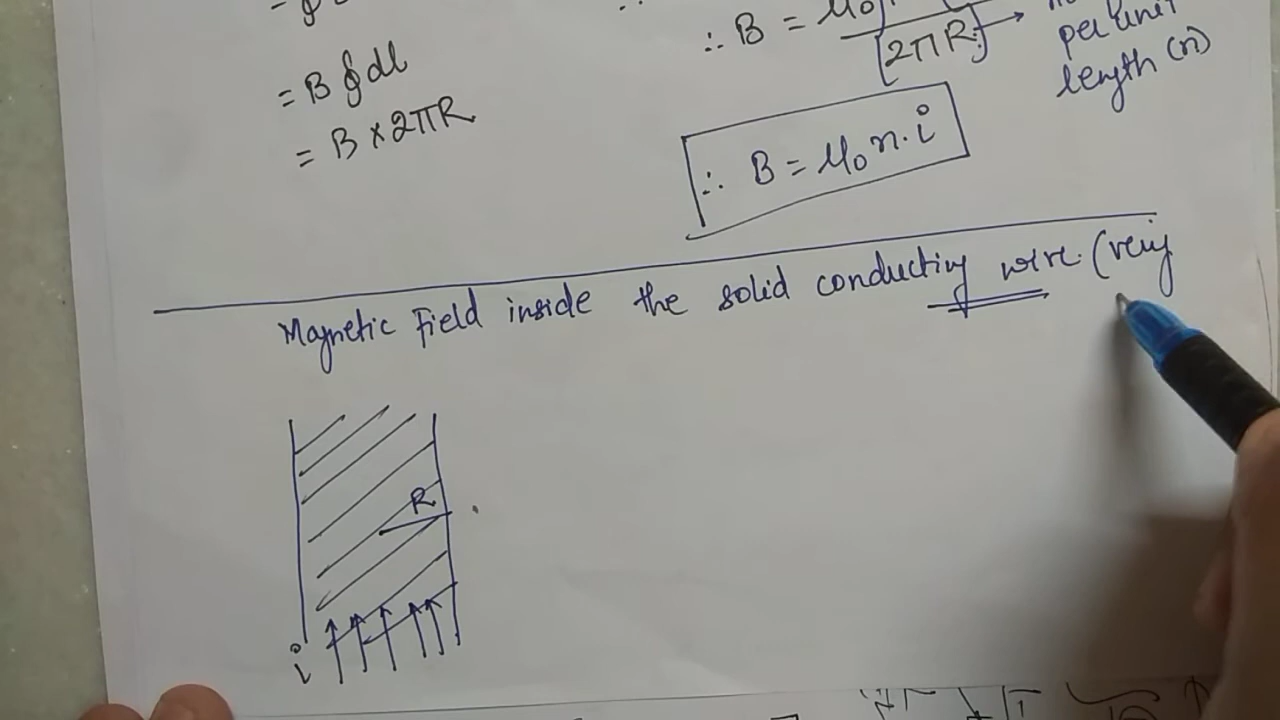 = B ∮dl
= B × 2πR
∴ B = μ₀
[2πR]
per unit
length (n)
∴ B = μ₀n·i
Magnetic Field inside the solid conducting wire (very
R
i